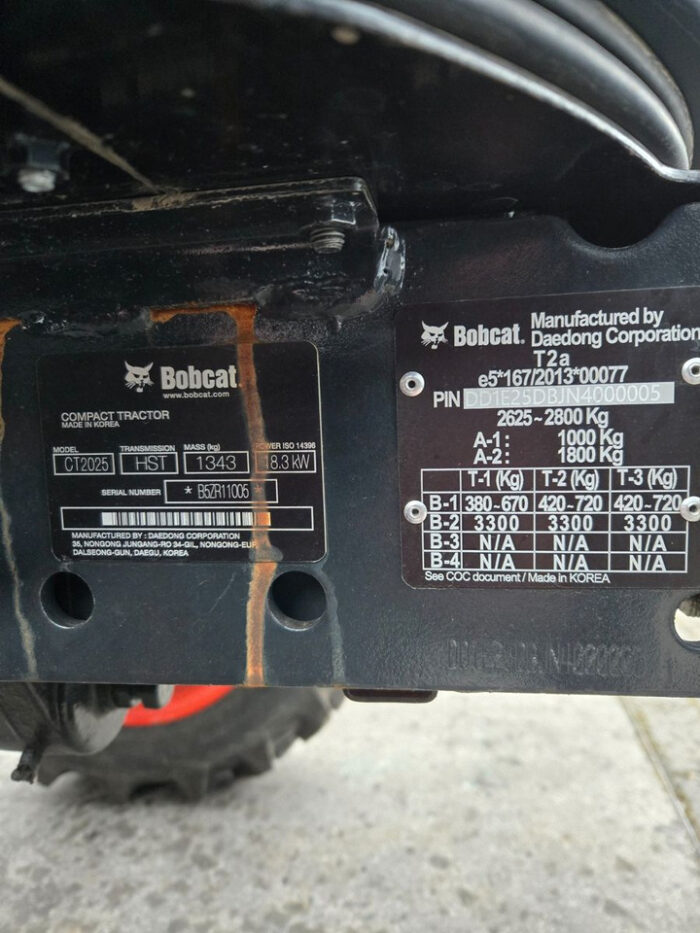 Bobcat.
www.bobcat.com
COMPACT TRACTOR
MADE IN KOREA
MODEL TRANSMISSION MASS (kg) POWER ISO 14396
CT2025 HST 1343 18.3 kW
SERIAL NUMBER * B5ZR11005 *
MANUFACTURED BY : DAEDONG CORPORATION
35, NONGONG JUNGANG-RO 34-GIL, NONGONG-EUP,
DALSEONG-GUN, DAEGU, KOREA
Bobcat. Manufactured by
Daedong Corporation
T2a
e5*167/2013*00077
PIN DD1E25DBJN4000005
2625~2800 Kg
A-1: 1000 Kg
A-2: 1800 Kg
T-1 (Kg) T-2 (Kg) T-3 (Kg)
B-1 380~670 420~720 420~720
B-2 3300 3300 3300
B-3 N/A N/A N/A
B-4 N/A N/A N/A
See COC document / Made in KOREA